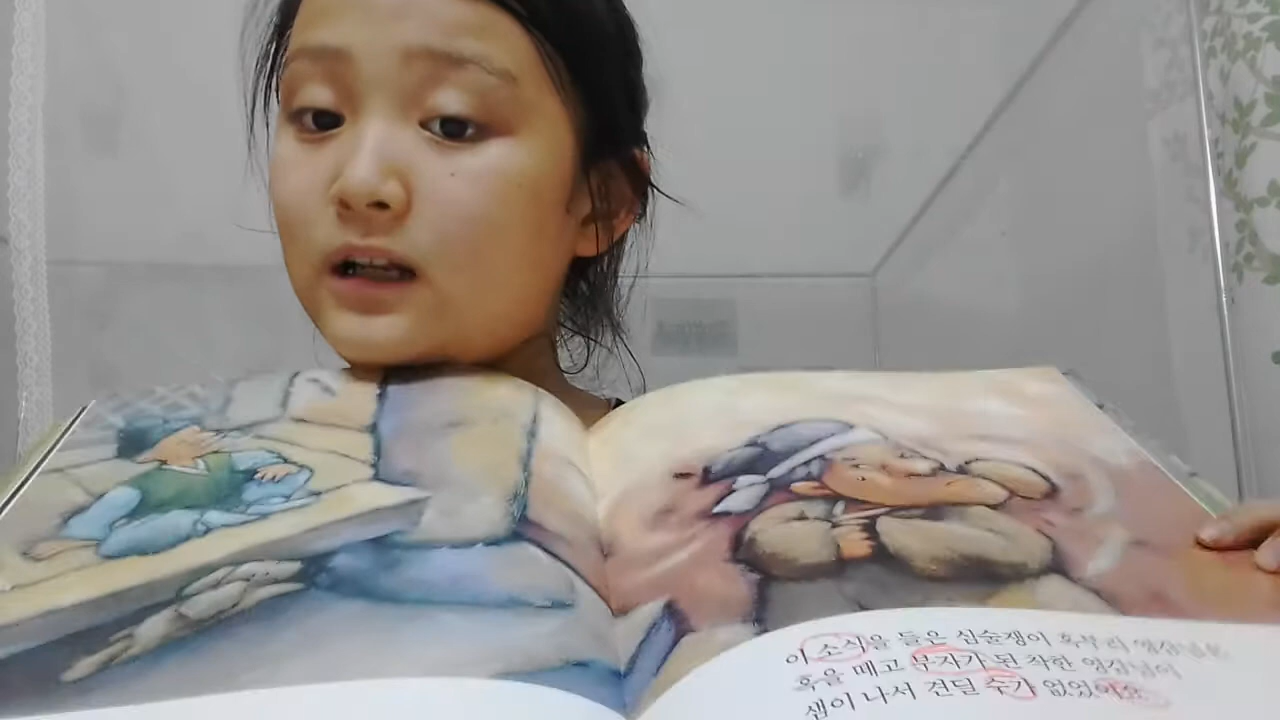 이 소식을 들은 심술쟁이 혹부리 영감님은
혹을 떼고 부자가 된 착한 영감님이
샘이 나서 견딜 수가 없었어요